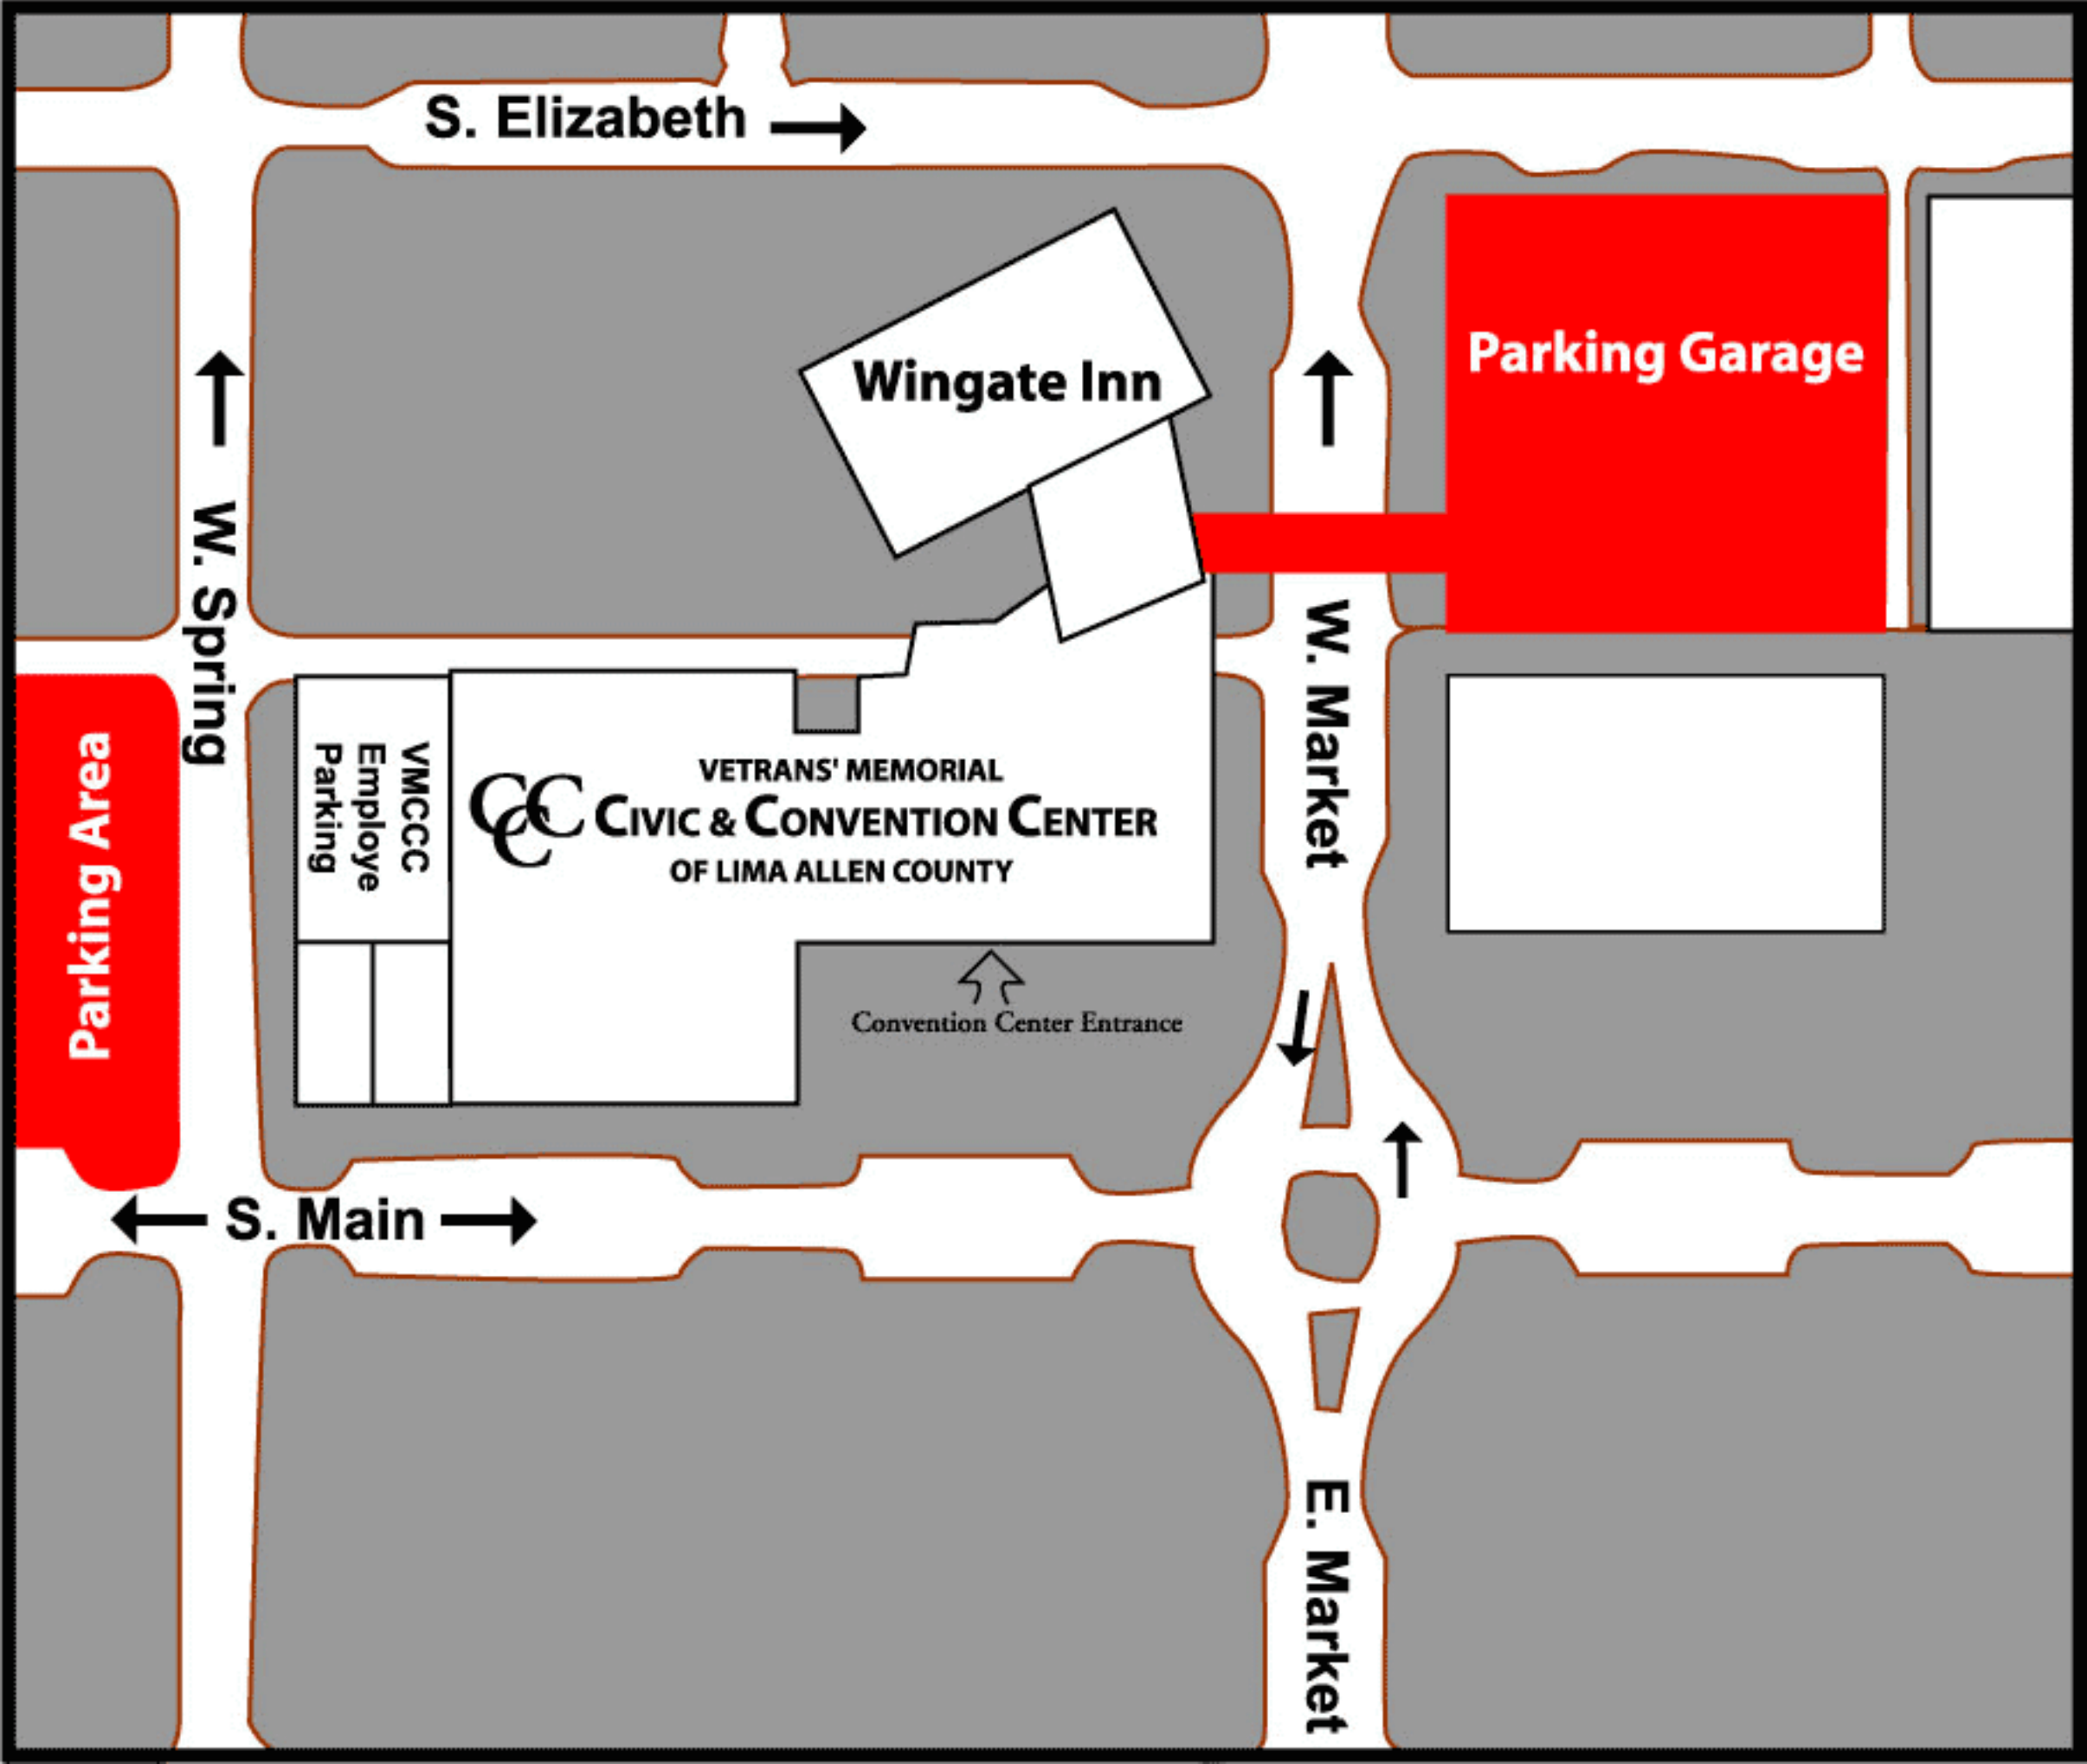 S. Elizabeth
Wingate Inn
Parking Garage
W. Spring
W. Market
Parking Area
VMCCC
Employe
Parking
CCC
VETRANS' MEMORIAL
CIVIC & CONVENTION CENTER
OF LIMA ALLEN COUNTY
Convention Center Entrance
S. Main
E. Market